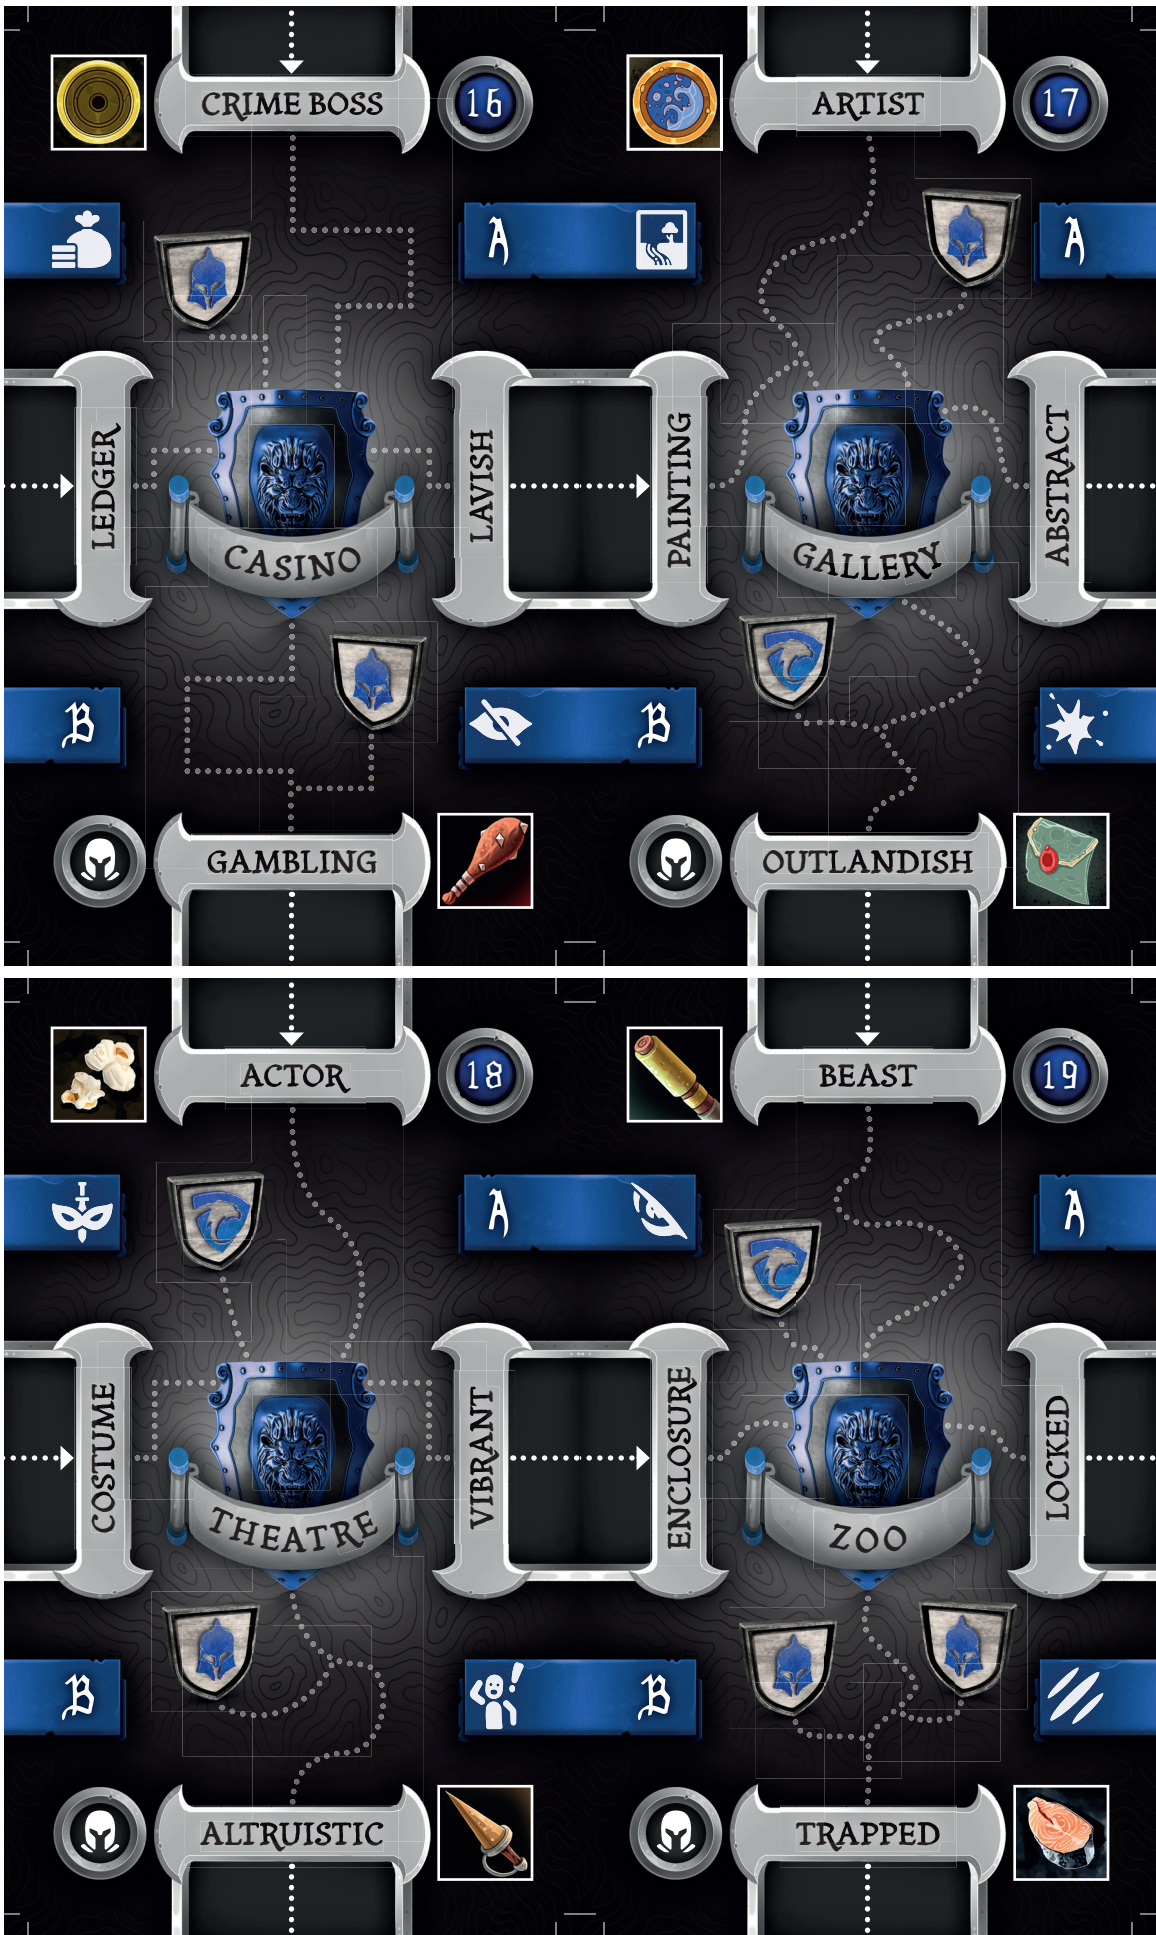 CRIME BOSS
16
A
LEDGER
LAVISH
CASINO
B
GAMBLING
ARTIST
17
A
PAINTING
ABSTRACT
GALLERY
B
OUTLANDISH
ACTOR
18
A
COSTUME
VIBRANT
THEATRE
B
ALTRUISTIC
BEAST
19
A
ENCLOSURE
LOCKED
ZOO
B
TRAPPED